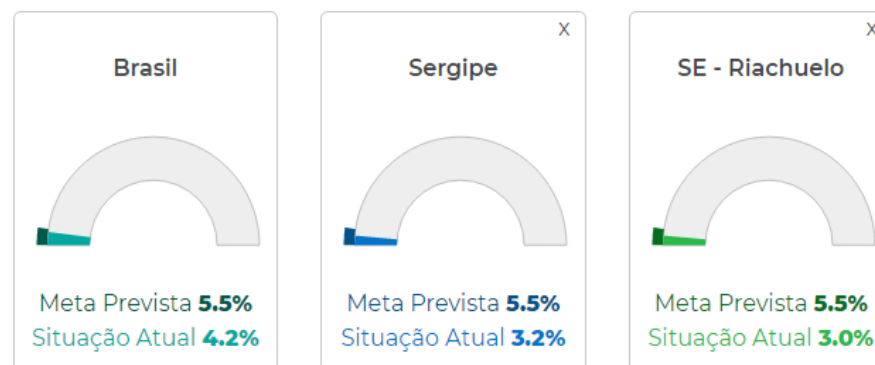 Brasil
Meta Prevista 5.5%
Situação Atual 4.2%
X
Sergipe
Meta Prevista 5.5%
Situação Atual 3.2%
X
SE - Riachuelo
Meta Prevista 5.5%
Situação Atual 3.0%